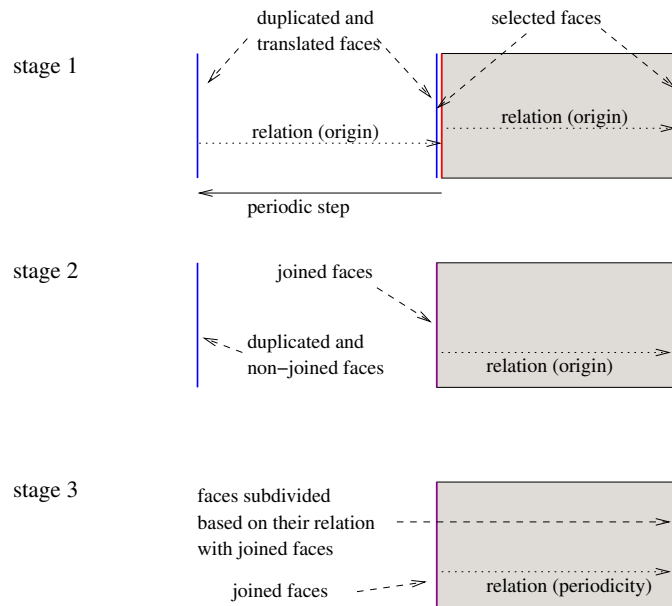 duplicated and
translated faces
selected faces
stage 1
relation (origin)
relation (origin)
periodic step
stage 2
joined faces
duplicated and
non−joined faces
relation (origin)
stage 3
faces subdivided
based on their relation
with joined faces
joined faces
relation (periodicity)